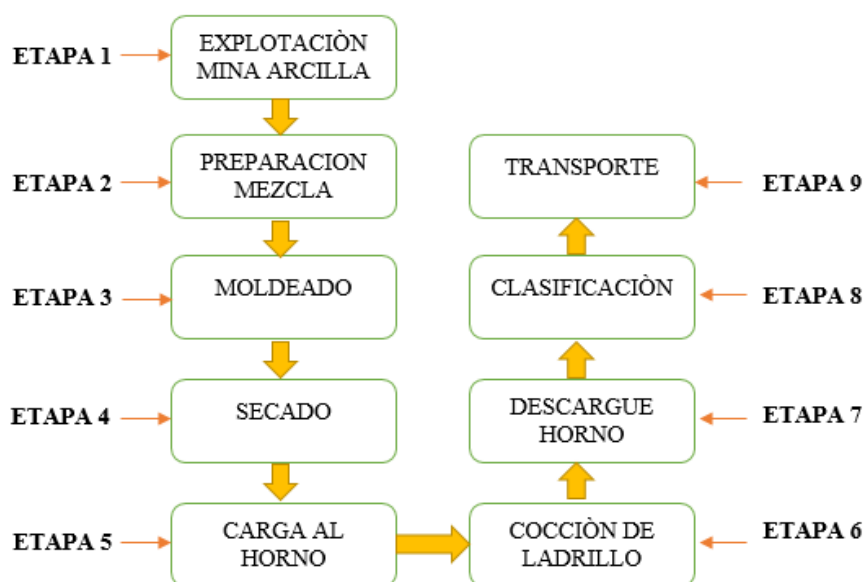 ETAPA 1
EXPLOTACIÒN
MINA ARCILLA
ETAPA 2
PREPARACION
MEZCLA
ETAPA 3
MOLDEADO
ETAPA 4
SECADO
ETAPA 5
CARGA AL
HORNO
COCCIÒN DE
LADRILLO
ETAPA 6
DESCARGUE
HORNO
ETAPA 7
CLASIFICACIÒN
ETAPA 8
TRANSPORTE
ETAPA 9